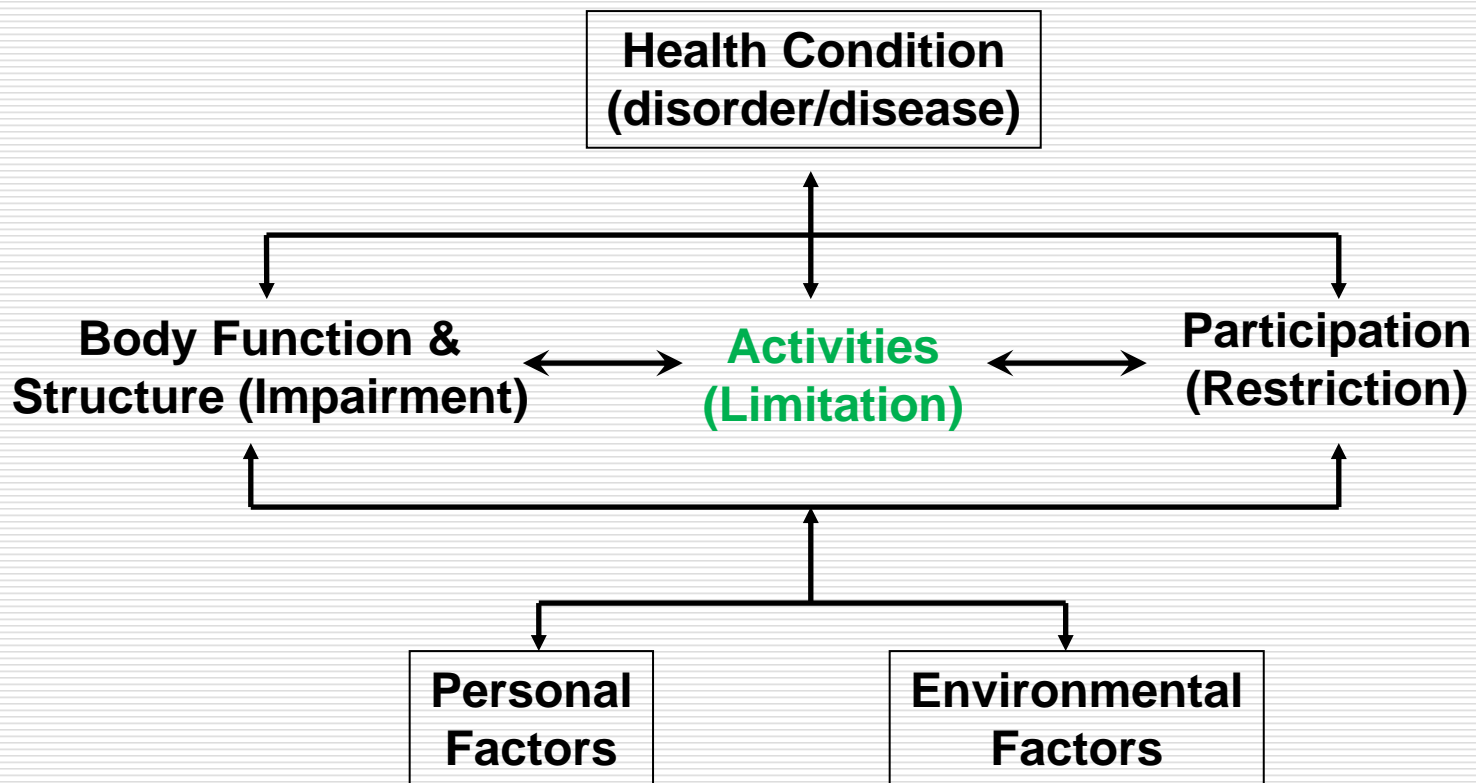 Health Condition
(disorder/disease)
Body Function &
Structure (Impairment)
Activities
(Limitation)
Participation
(Restriction)
Personal
Factors
Environmental
Factors